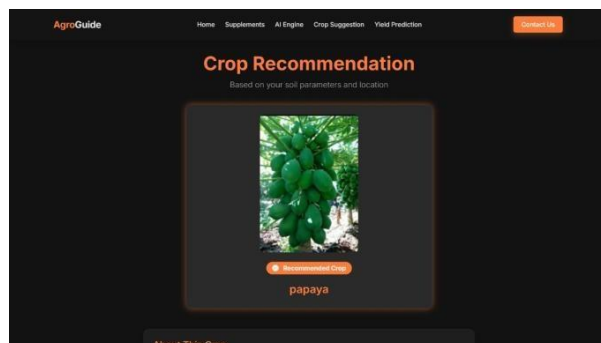 AgroGuide
Home Supplements AI Engine Crop Suggestion Yield Prediction
Contact Us
Crop Recommendation
Based on your soil parameters and location
Recommended Crop
papaya